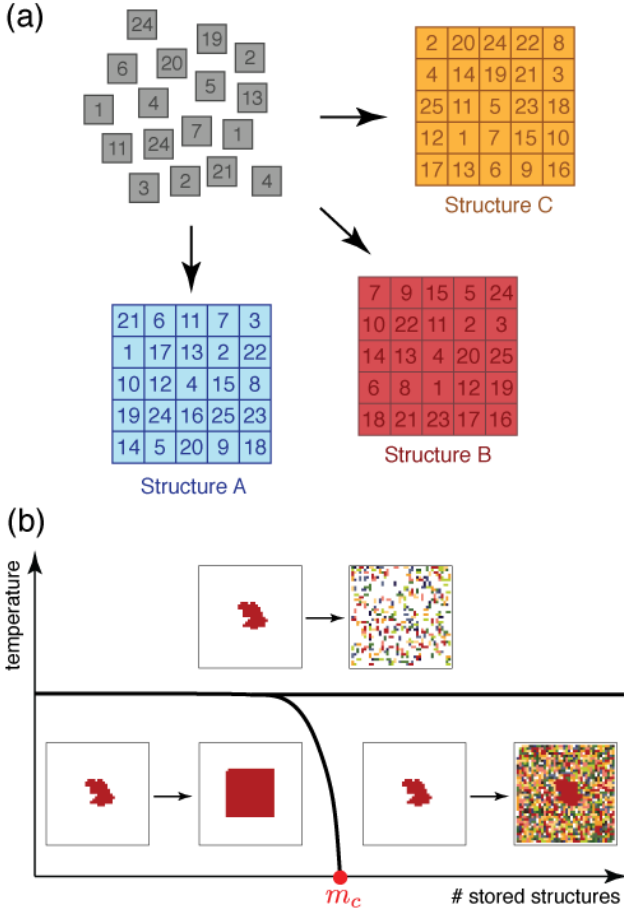 (a)
24
19
2
6
20
5
13
1
4
7
1
11
24
21
3
2
4
2 20 24 22 8
4 14 19 21 3
25 11 5 23 18
12 1 7 15 10
17 13 6 9 16
Structure C
21 6 11 7 3
1 17 13 2 22
10 12 4 15 8
19 24 16 25 23
14 5 20 9 18
Structure A
7 9 15 5 24
10 22 11 2 3
14 13 4 20 25
6 8 1 12 19
18 21 23 17 16
Structure B
(b)
temperature
m_c
# stored structures